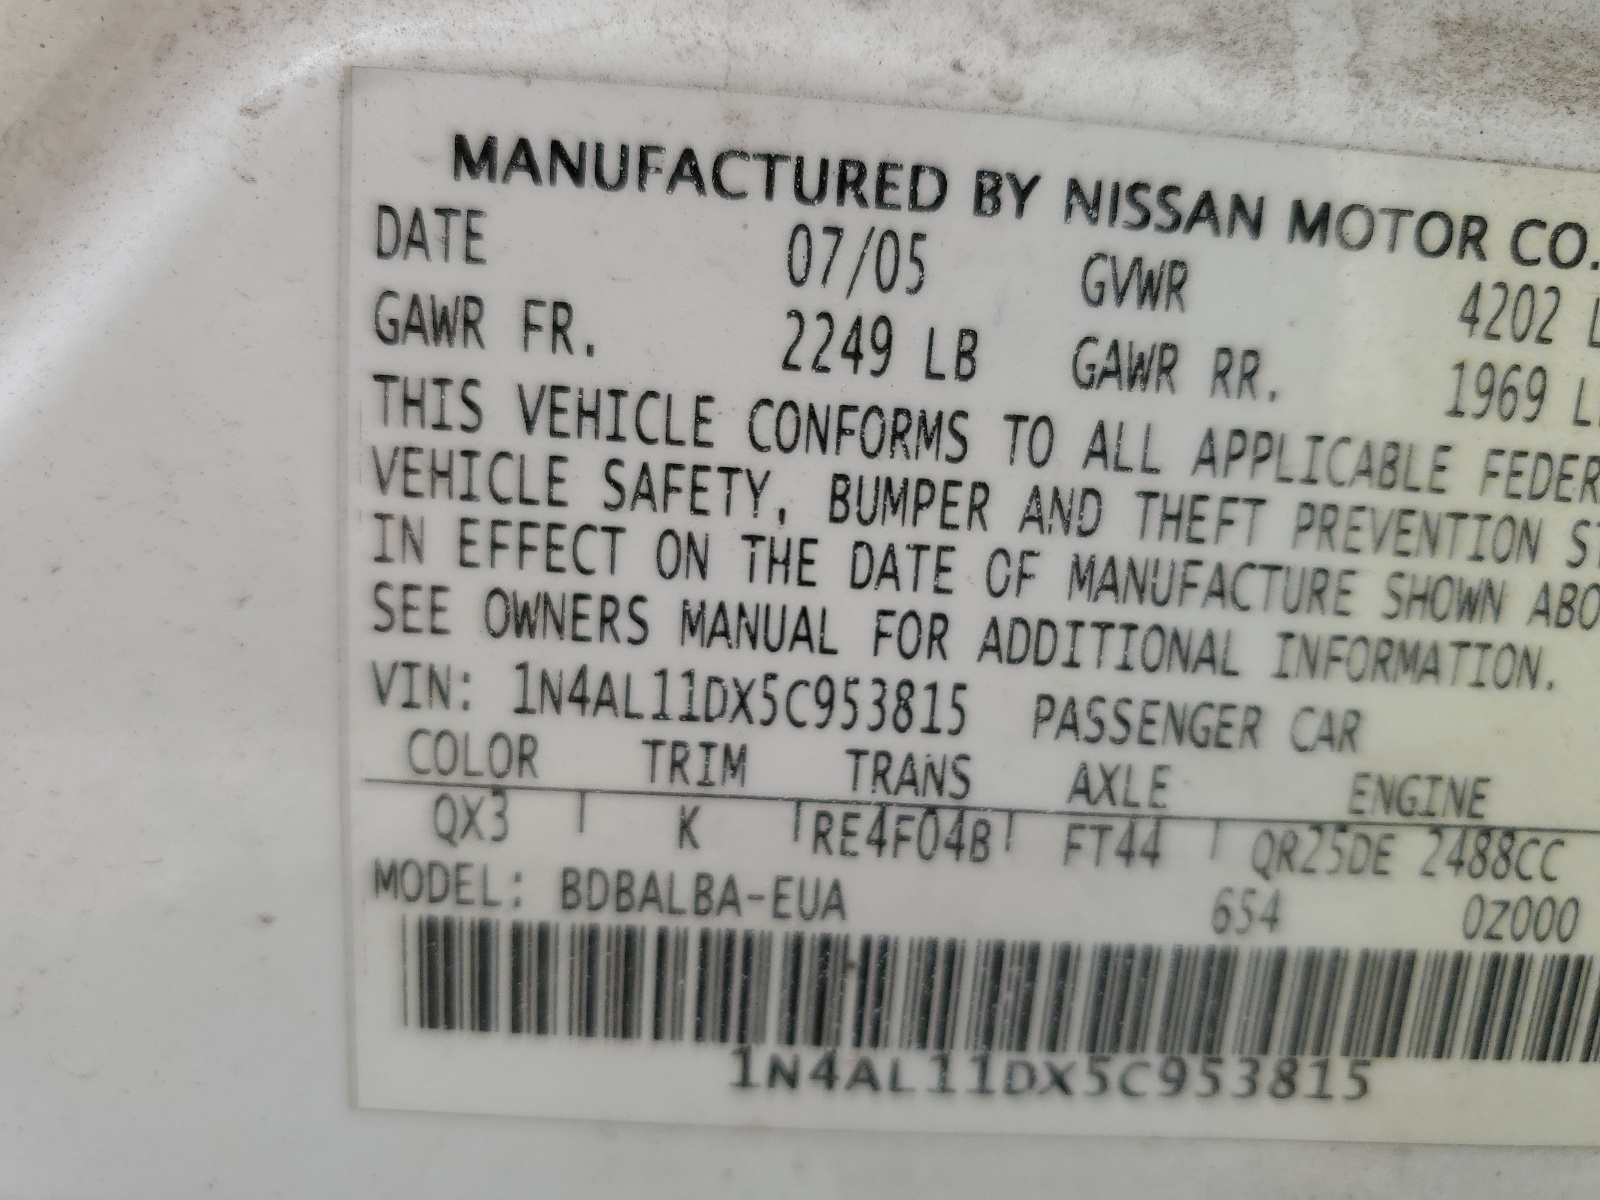 MANUFACTURED BY NISSAN MOTOR CO.
DATE 07/05 GVWR 4202 L
GAWR FR. 2249 LB GAWR RR. 1969 L
THIS VEHICLE CONFORMS TO ALL APPLICABLE FEDER
VEHICLE SAFETY, BUMPER AND THEFT PREVENTION ST
IN EFFECT ON THE DATE OF MANUFACTURE SHOWN ABO
SEE OWNERS MANUAL FOR ADDITIONAL INFORMATION.
VIN: 1N4AL11DX5C953815 PASSENGER CAR
COLOR TRIM TRANS AXLE ENGINE
QX3 K RE4F04B FT44 QR25DE 2488CC
MODEL: BDBALBA-EUA 654 0Z000
1N4AL11DX5C953815